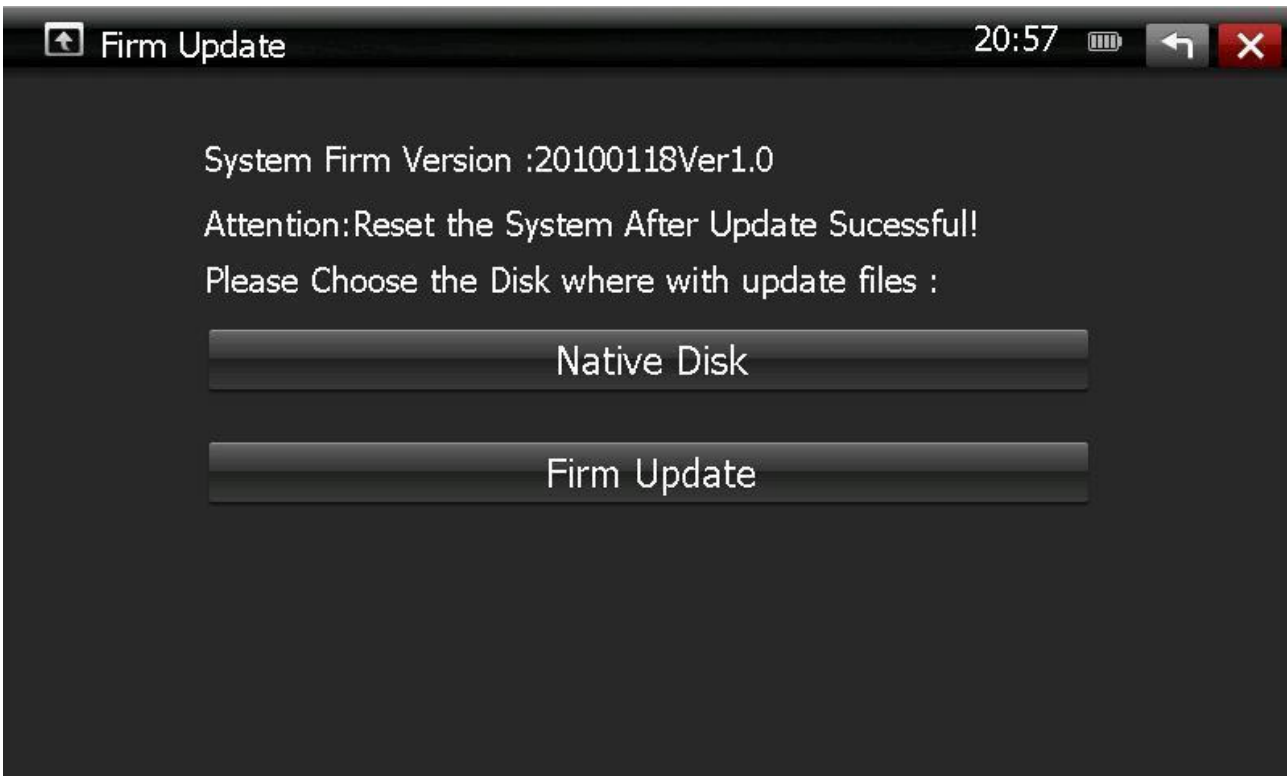 Firm Update 20:57
System Firm Version :20100118Ver1.0
Attention:Reset the System After Update Sucessful!
Please Choose the Disk where with update files :
Native Disk
Firm Update